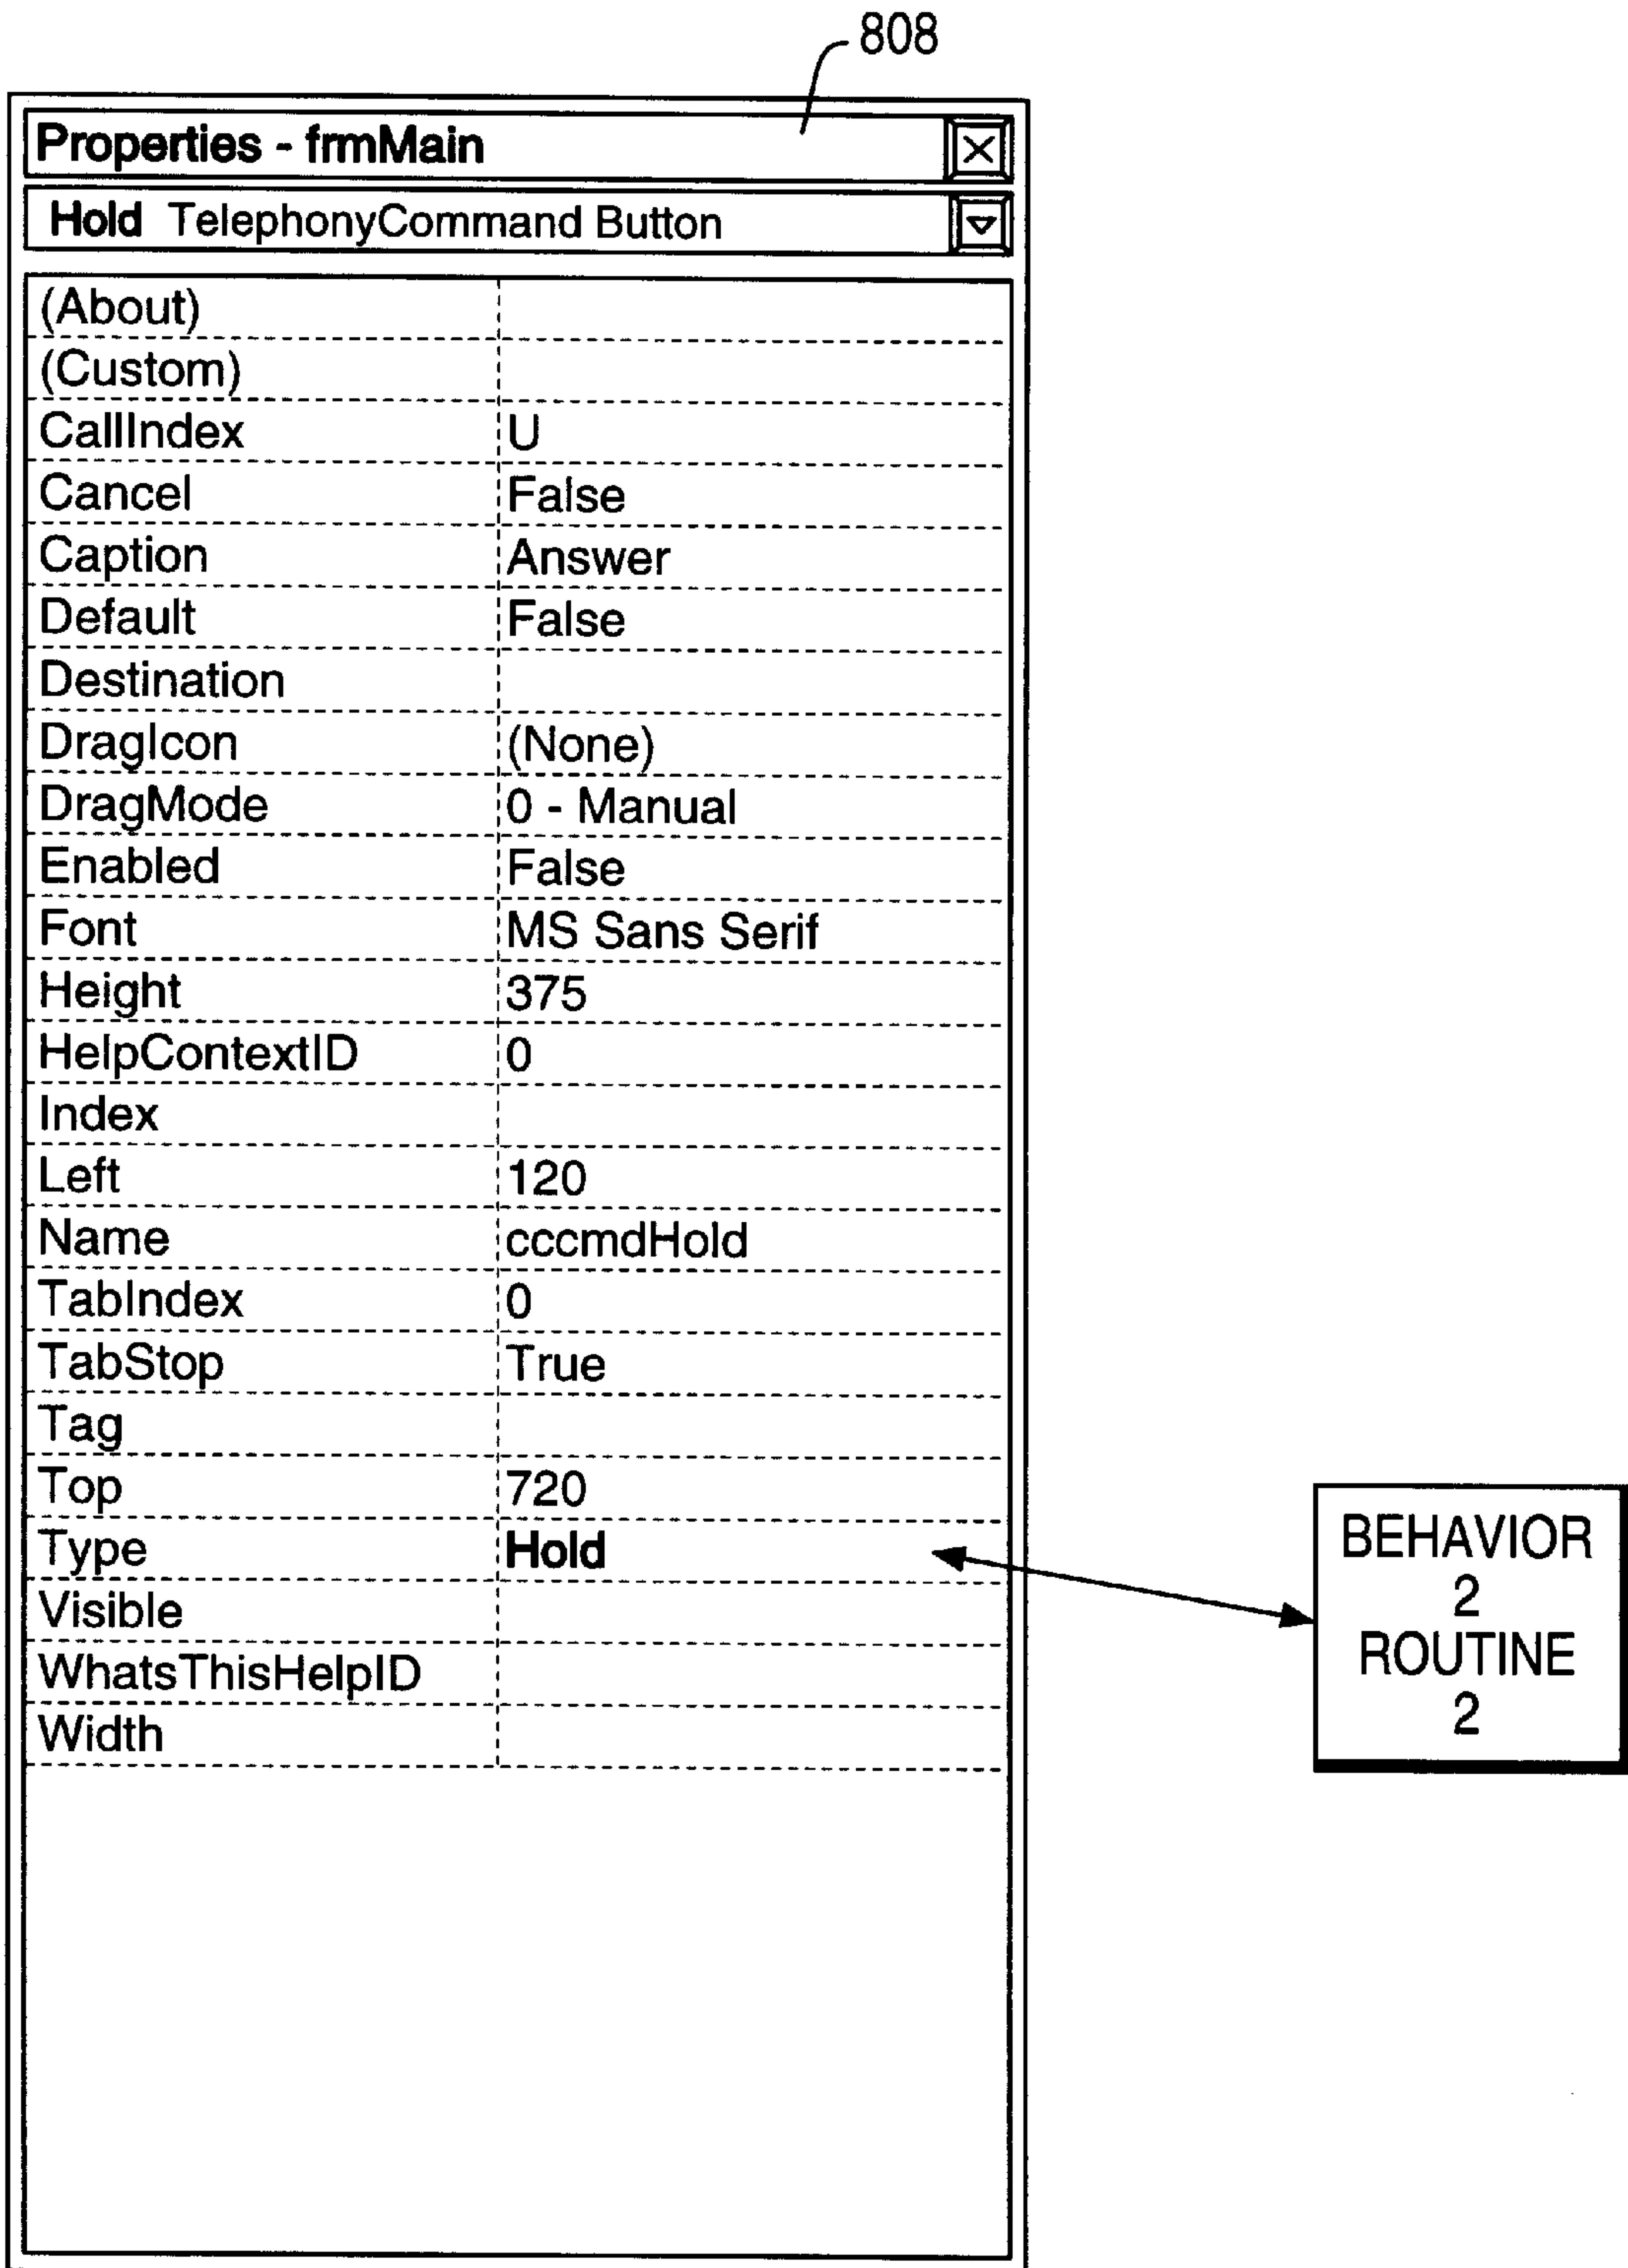 808
Properties - frmMain
Hold TelephonyCommand Button
(About)
(Custom)
CallIndex U
Cancel False
Caption Answer
Default False
Destination
DragIcon (None)
DragMode 0 - Manual
Enabled False
Font MS Sans Serif
Height 375
HelpContextID 0
Index
Left 120
Name cccmdHold
TabIndex 0
TabStop True
Tag
Top 720
Type Hold
Visible
WhatsThisHelpID
Width
BEHAVIOR
2
ROUTINE
2